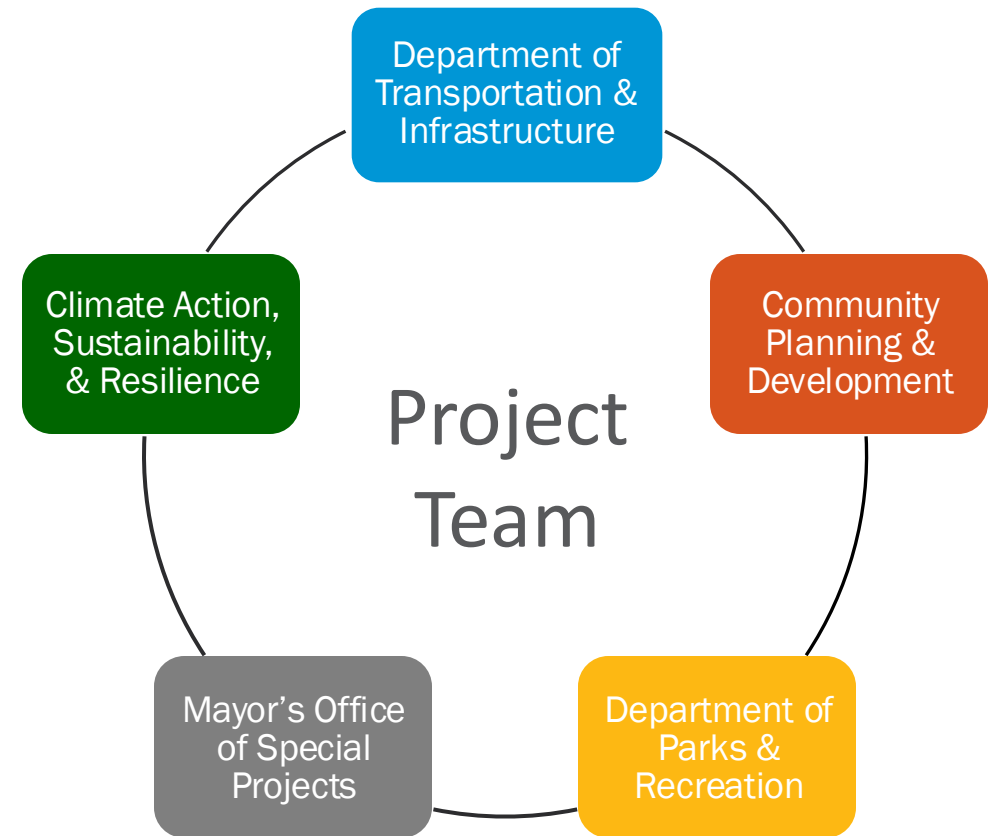 Department of
Transportation &
Infrastructure
Community
Planning &
Development
Department of
Parks &
Recreation
Mayor’s Office
of Special
Projects
Climate Action,
Sustainability,
& Resilience
Project
Team